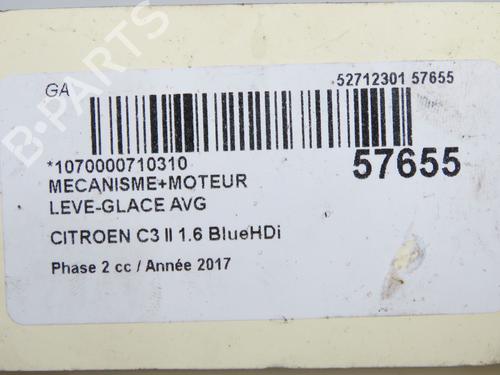 B-PARTS
GA
52712301 57655
*1070000710310
57655
MECANISME+MOTEUR
LEVE-GLACE AVG
CITROEN C3 II 1.6 BlueHDi
Phase 2 cc / Année 2017